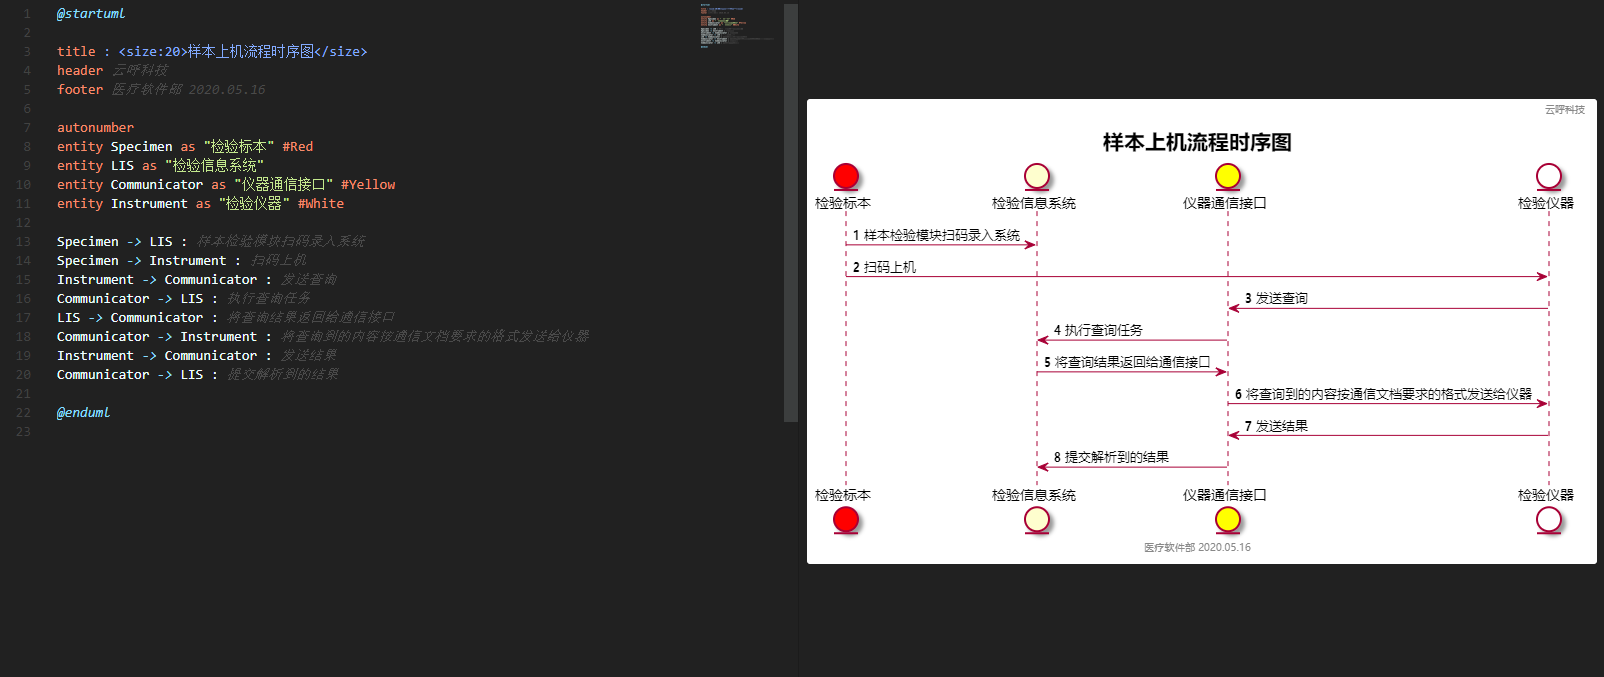 1 @startuml
2
3 title : <size:20>样本上机流程时序图</size>
4 header 云呼科技
5 footer 医疗软件部 2020.05.16
6
7 autonumber
8 entity Specimen as "检验标本" #Red
9 entity LIS as "检验信息系统"
10 entity Communicator as "仪器通信接口" #Yellow
11 entity Instrument as "检验仪器" #White
12
13 Specimen -> LIS : 样本检验模块扫码录入系统
14 Specimen -> Instrument : 扫码上机
15 Instrument -> Communicator : 发送查询
16 Communicator -> LIS : 执行查询任务
17 LIS -> Communicator : 将查询结果返回给通信接口
18 Communicator -> Instrument : 将查询到的内容按通信文档要求的格式发送给仪器
19 Instrument -> Communicator : 发送结果
20 Communicator -> LIS : 提交解析到的结果
21
22 @enduml
23
云呼科技
样本上机流程时序图
检验标本 检验信息系统 仪器通信接口 检验仪器
1 样本检验模块扫码录入系统
2 扫码上机
3 发送查询
4 执行查询任务
5 将查询结果返回给通信接口
6 将查询到的内容按通信文档要求的格式发送给仪器
7 发送结果
8 提交解析到的结果
检验标本 检验信息系统 仪器通信接口 检验仪器
医疗软件部 2020.05.16